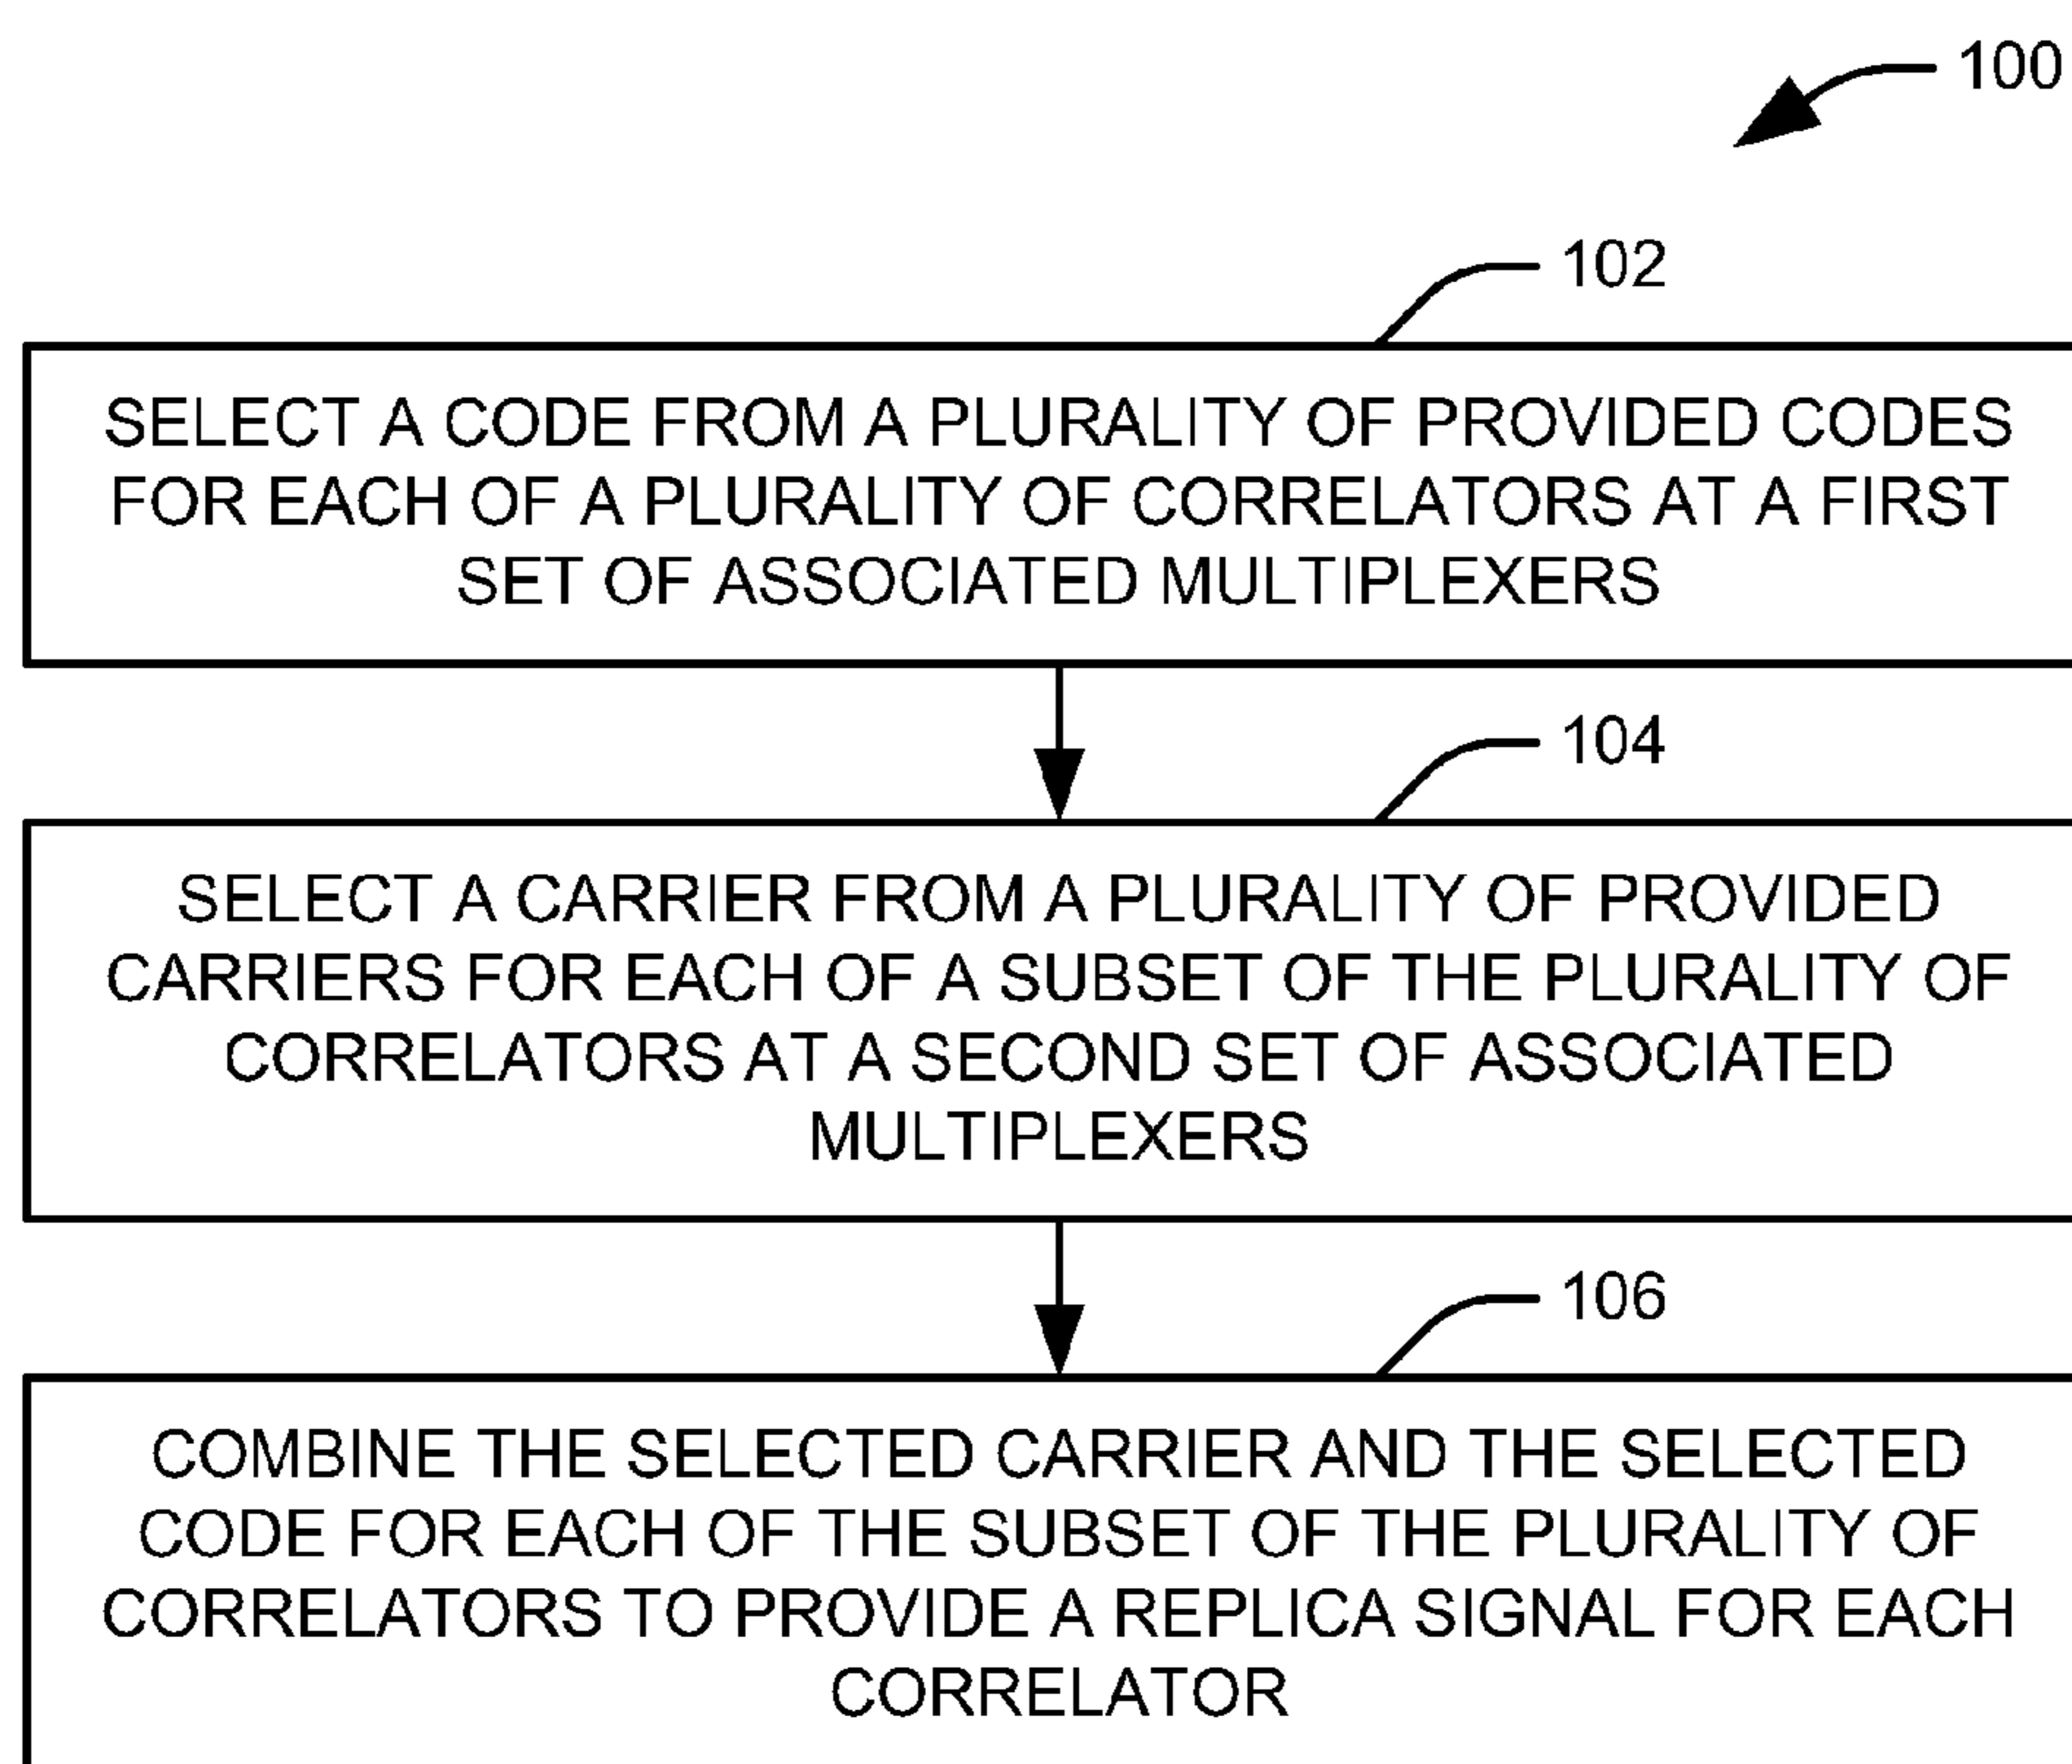 100
102
SELECT A CODE FROM A PLURALITY OF PROVIDED CODES
FOR EACH OF A PLURALITY OF CORRELATORS AT A FIRST
SET OF ASSOCIATED MULTIPLEXERS
104
SELECT A CARRIER FROM A PLURALITY OF PROVIDED
CARRIERS FOR EACH OF A SUBSET OF THE PLURALITY OF
CORRELATORS AT A SECOND SET OF ASSOCIATED
MULTIPLEXERS
106
COMBINE THE SELECTED CARRIER AND THE SELECTED
CODE FOR EACH OF THE SUBSET OF THE PLURALITY OF
CORRELATORS TO PROVIDE A REPLICA SIGNAL FOR EACH
CORRELATOR